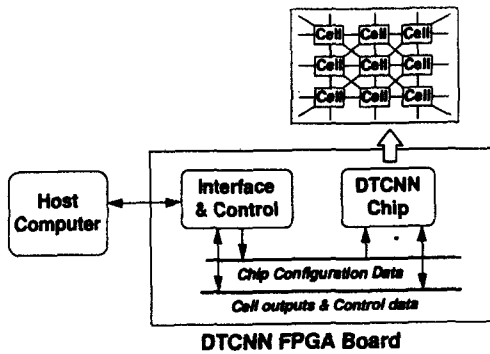 Cell Cell Cell
Cell Cell Cell
Cell Cell Cell
Host
Computer
Interface
& Control
DTCNN
Chip
Chip Configuration Data
Cell outputs & Control data
DTCNN FPGA Board